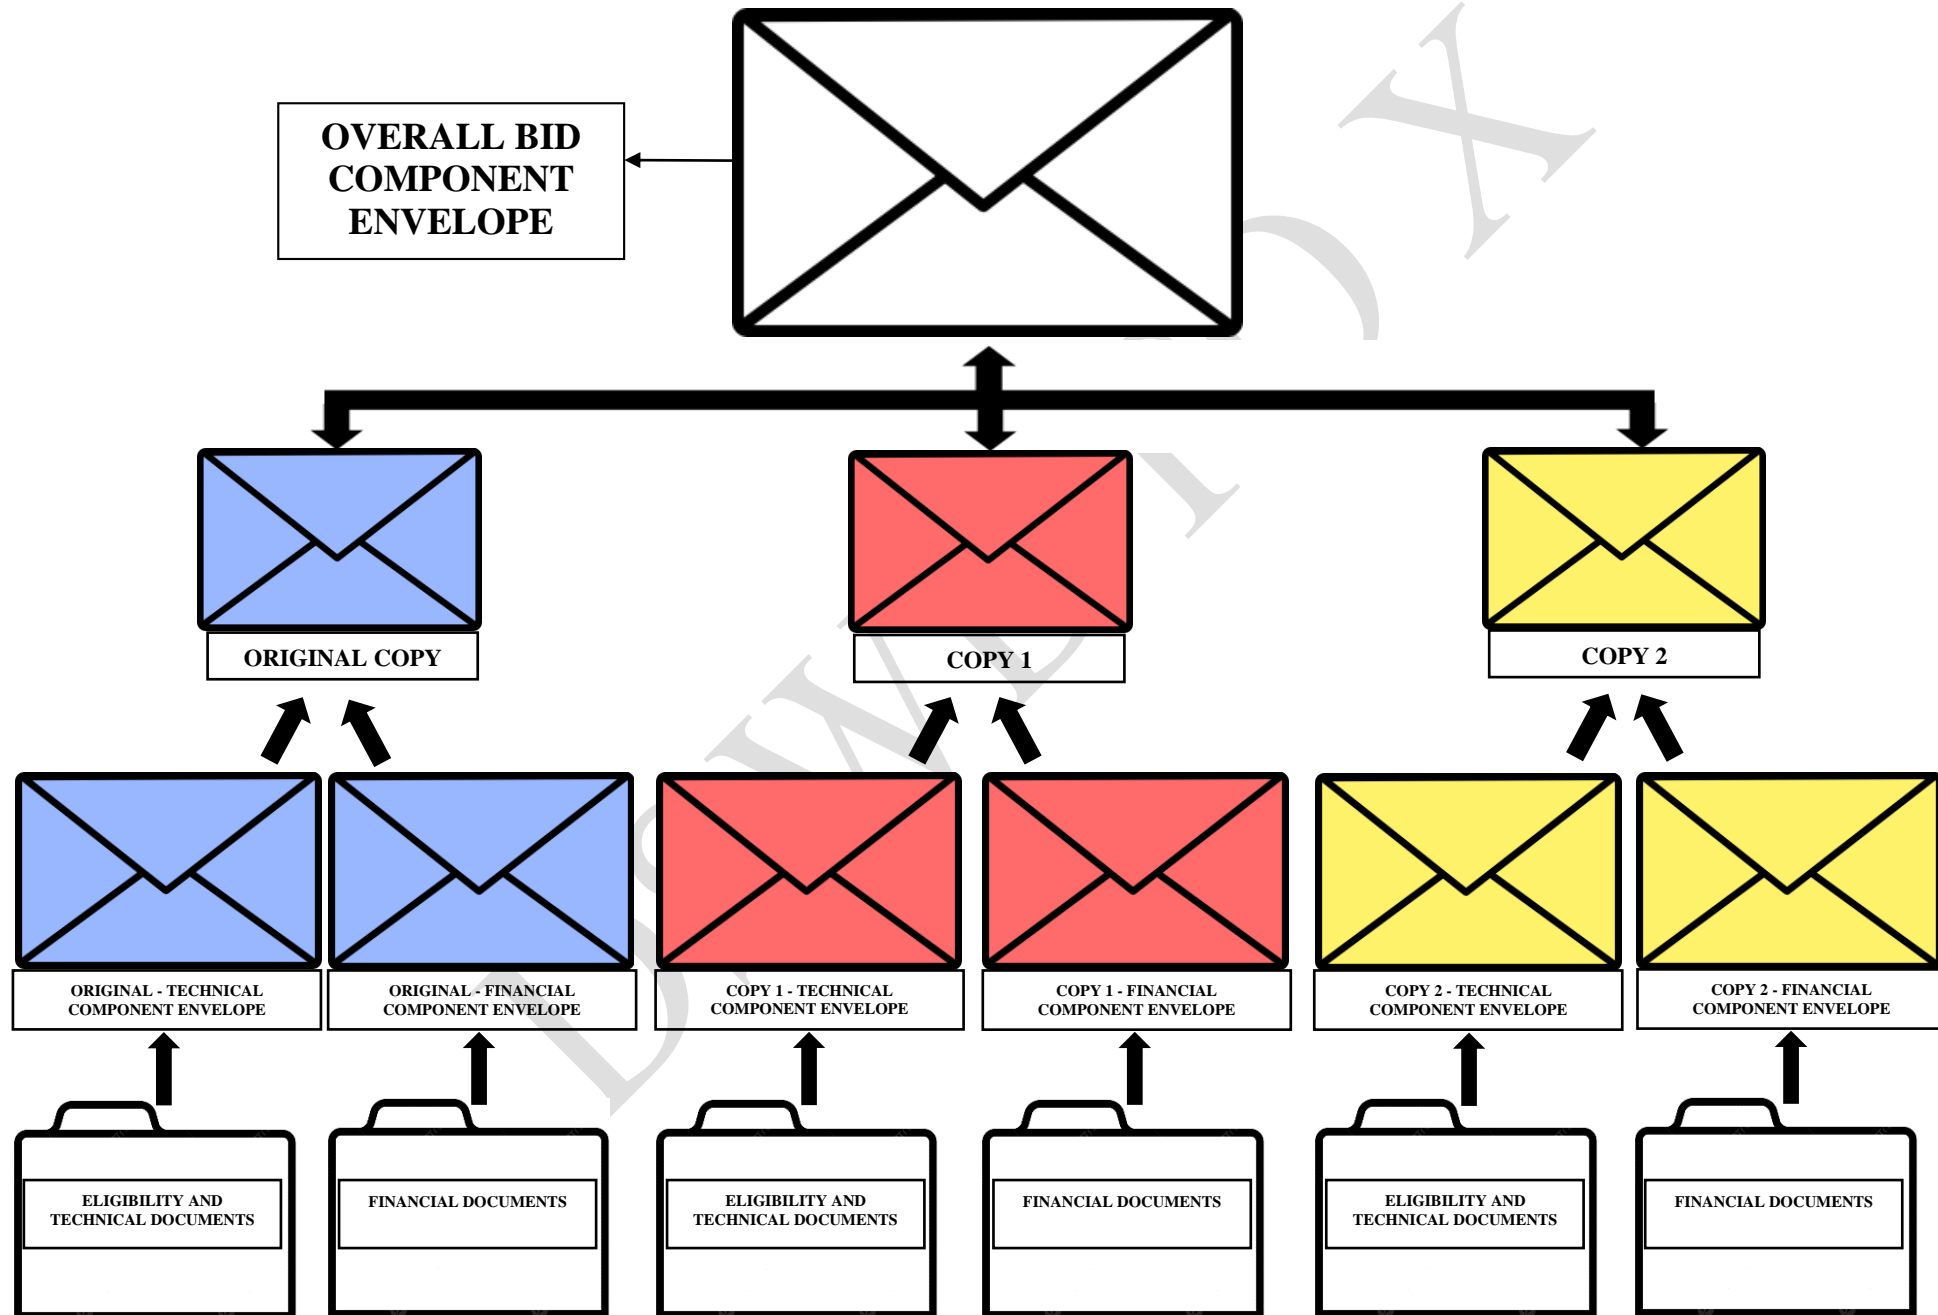 OVERALL BID
COMPONENT
ENVELOPE
ORIGINAL COPY
COPY 1
COPY 2
ORIGINAL - TECHNICAL
COMPONENT ENVELOPE
ORIGINAL - FINANCIAL
COMPONENT ENVELOPE
COPY 1 - TECHNICAL
COMPONENT ENVELOPE
COPY 1 - FINANCIAL
COMPONENT ENVELOPE
COPY 2 - TECHNICAL
COMPONENT ENVELOPE
COPY 2 - FINANCIAL
COMPONENT ENVELOPE
ELIGIBILITY AND
TECHNICAL DOCUMENTS
FINANCIAL DOCUMENTS
ELIGIBILITY AND
TECHNICAL DOCUMENTS
FINANCIAL DOCUMENTS
ELIGIBILITY AND
TECHNICAL DOCUMENTS
FINANCIAL DOCUMENTS